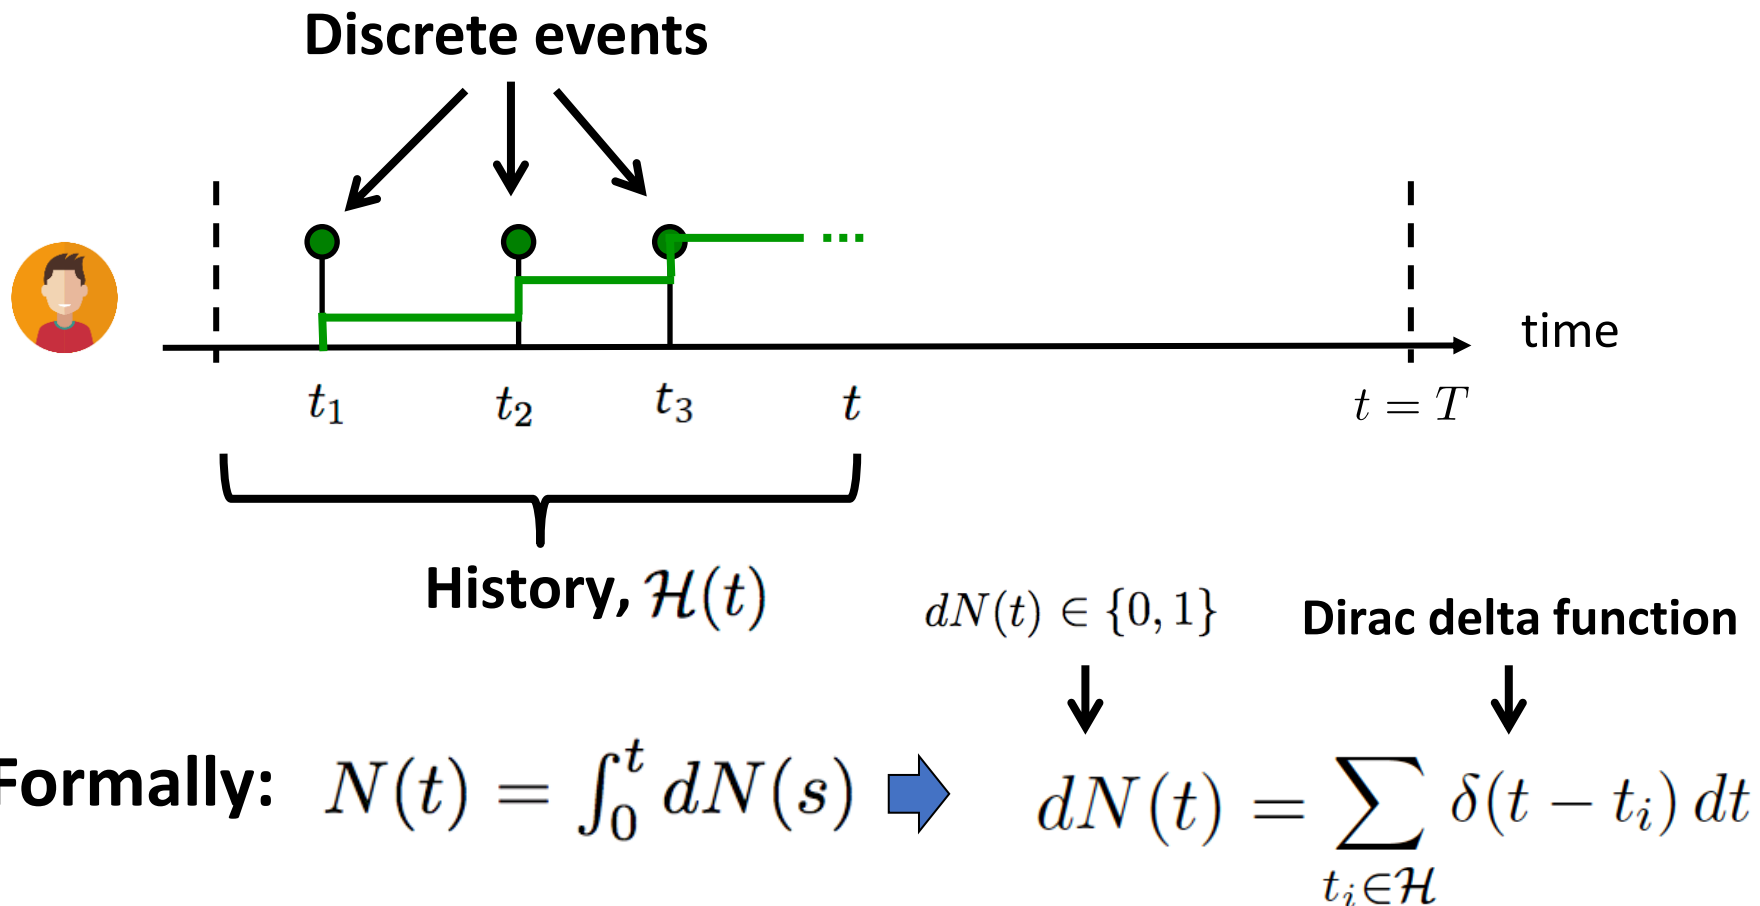 Discrete events
...
time
t₁ t₂ t₃ t t = T
History, ℋ(t)
dN(t) ∈ {0, 1}
Dirac delta function
Formally: N(t) = ∫₀ᵗ dN(s)
dN(t) = ∑_{tᵢ∈ℋ} δ(t − tᵢ) dt